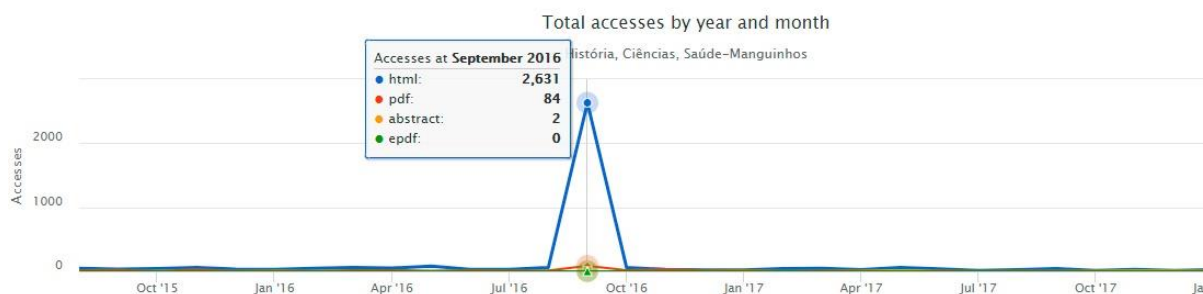 Total accesses by year and month
História, Ciências, Saúde-Manguinhos
Accesses at September 2016
html: 2,631
pdf: 84
abstract: 2
epdf: 0
Accesses
2000
1000
0
Oct '15 Jan '16 Apr '16 Jul '16 Oct '16 Jan '17 Apr '17 Jul '17 Oct '17